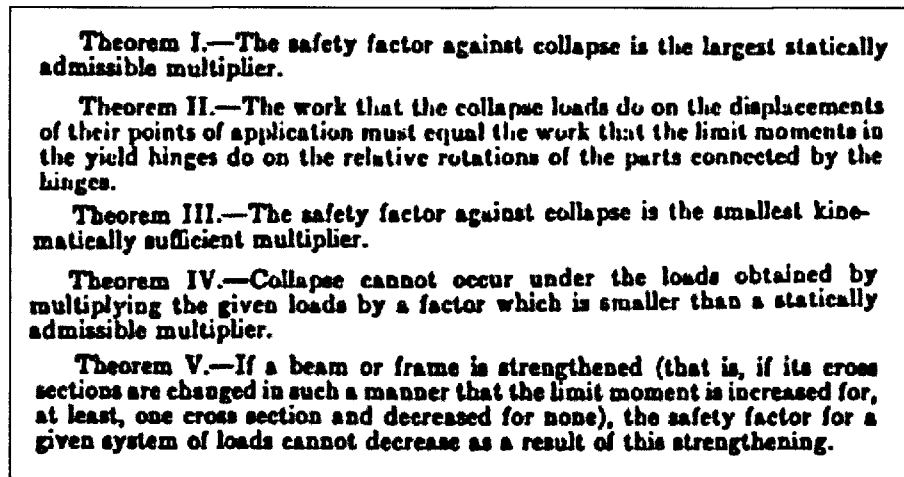 Theorem I.—The safety factor against collapse is the largest statically
admissible multiplier.
Theorem II.—The work that the collapse loads do on the displacements
of their points of application must equal the work that the limit moments in
the yield hinges do on the relative rotations of the parts connected by the
hinges.
Theorem III.—The safety factor against collapse is the smallest kine-
matically sufficient multiplier.
Theorem IV.—Collapse cannot occur under the loads obtained by
multiplying the given loads by a factor which is smaller than a statically
admissible multiplier.
Theorem V.—If a beam or frame is strengthened (that is, if its cross
sections are changed in such a manner that the limit moment is increased for,
at least, one cross section and decreased for none), the safety factor for a
given system of loads cannot decrease as a result of this strengthening.